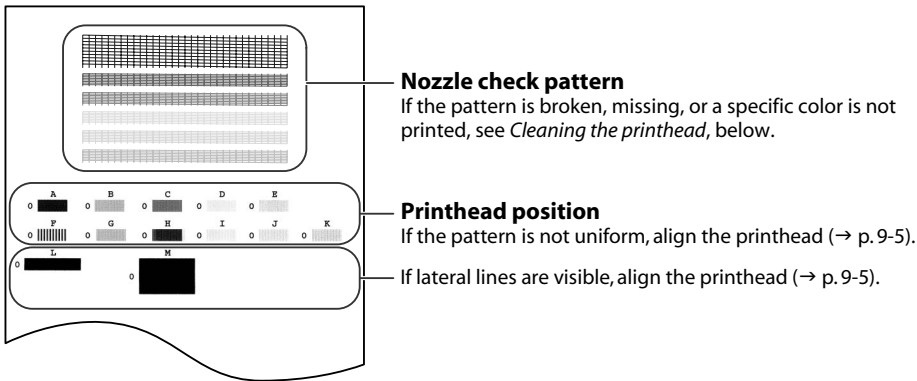 Nozzle check pattern
If the pattern is broken, missing, or a specific color is not
printed, see Cleaning the printhead, below.
A B C D E
0 0 0 0 0
F G H I J K
0 0 0 0 0 0
Printhead position
If the pattern is not uniform, align the printhead (→ p. 9-5).
L M
0 0
If lateral lines are visible, align the printhead (→ p. 9-5).